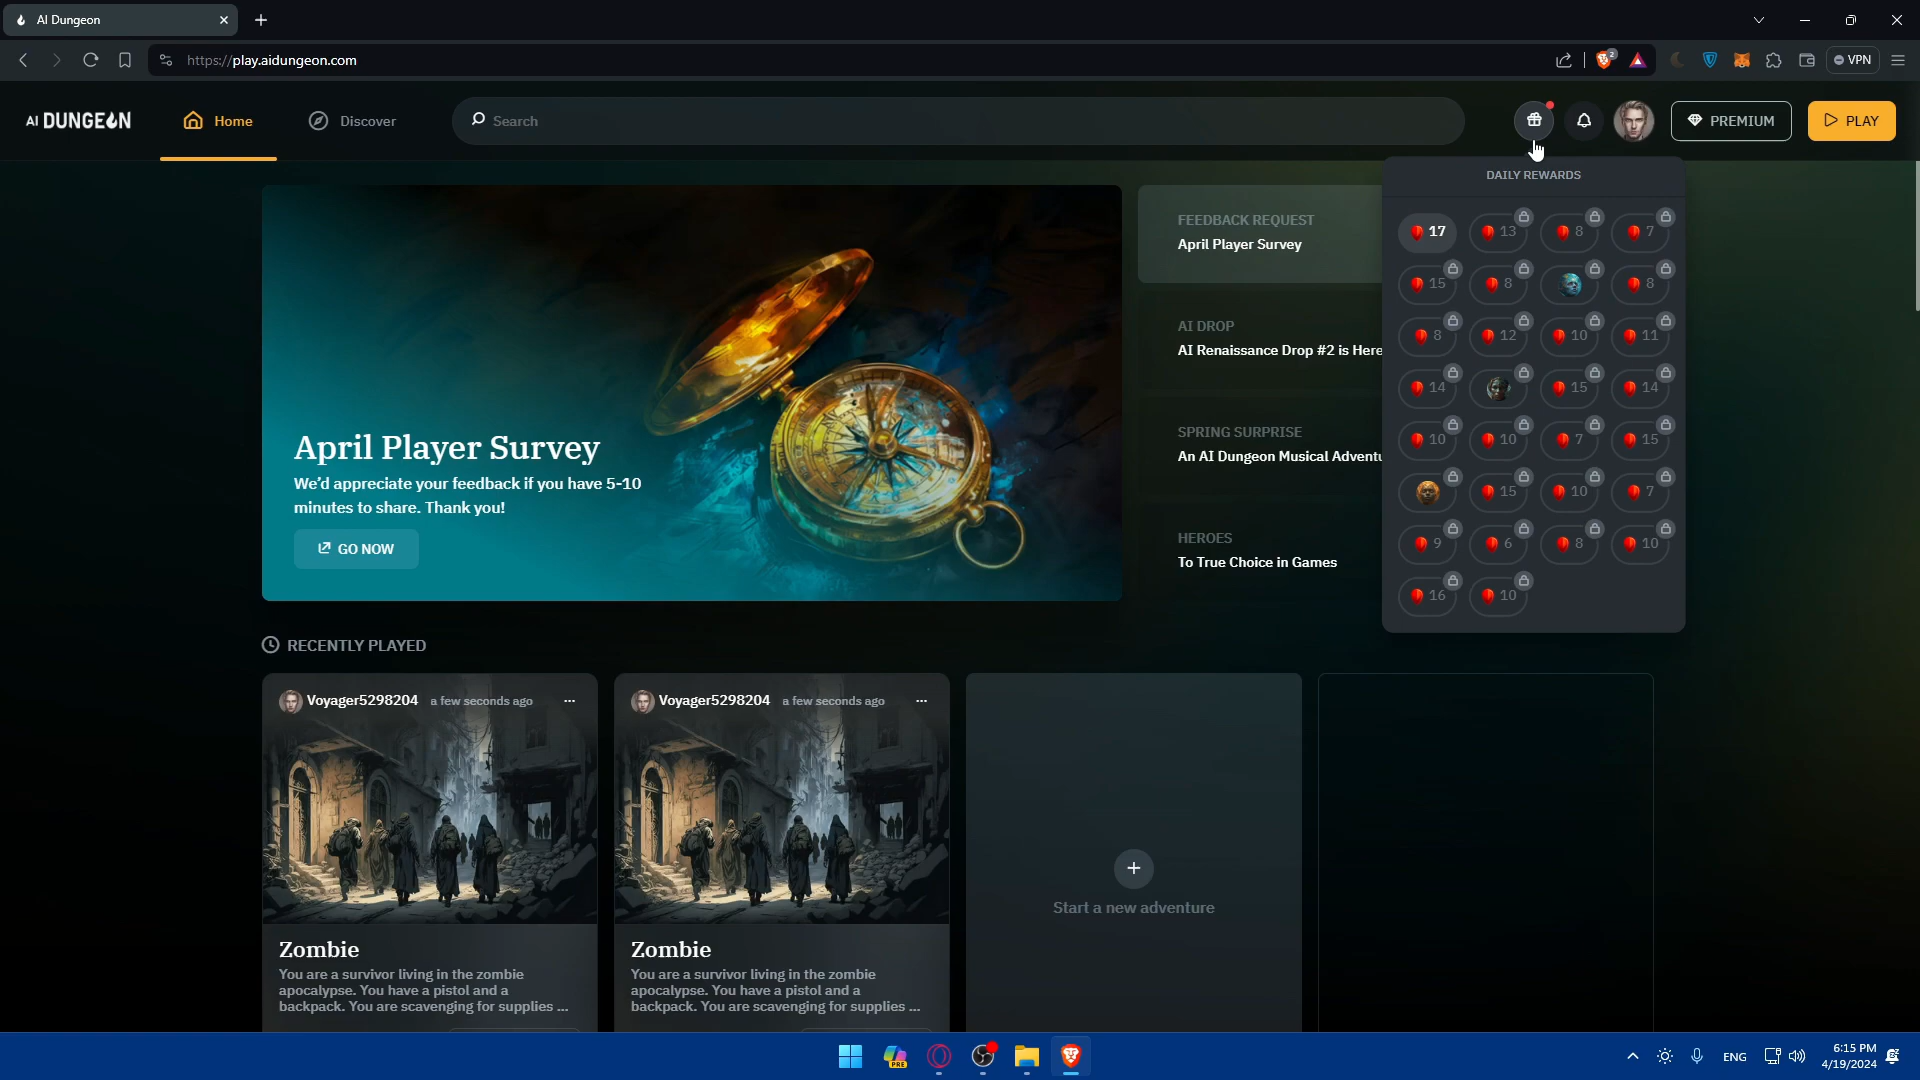 AI Dungeon
https://play.aidungeon.com
2
VPN
AI DUNGEON
Home
Discover
Search
PREMIUM
PLAY
DAILY REWARDS
17 13 8 7
15 8 8
8 12 10 11
14 15 14
10 10 7 15
15 10 7
9 6 8 10
16 10
April Player Survey
We'd appreciate your feedback if you have 5-10
minutes to share. Thank you!
GO NOW
FEEDBACK REQUEST
April Player Survey
AI DROP
AI Renaissance Drop #2 is Here
SPRING SURPRISE
An AI Dungeon Musical Adventu
HEROES
To True Choice in Games
RECENTLY PLAYED
Voyager5298204 a few seconds ago ...
Zombie
You are a survivor living in the zombie
apocalypse. You have a pistol and a
backpack. You are scavenging for supplies ...
Voyager5298204 a few seconds ago ...
Zombie
You are a survivor living in the zombie
apocalypse. You have a pistol and a
backpack. You are scavenging for supplies ...
Start a new adventure
PRE
ENG
6:15 PM
4/19/2024